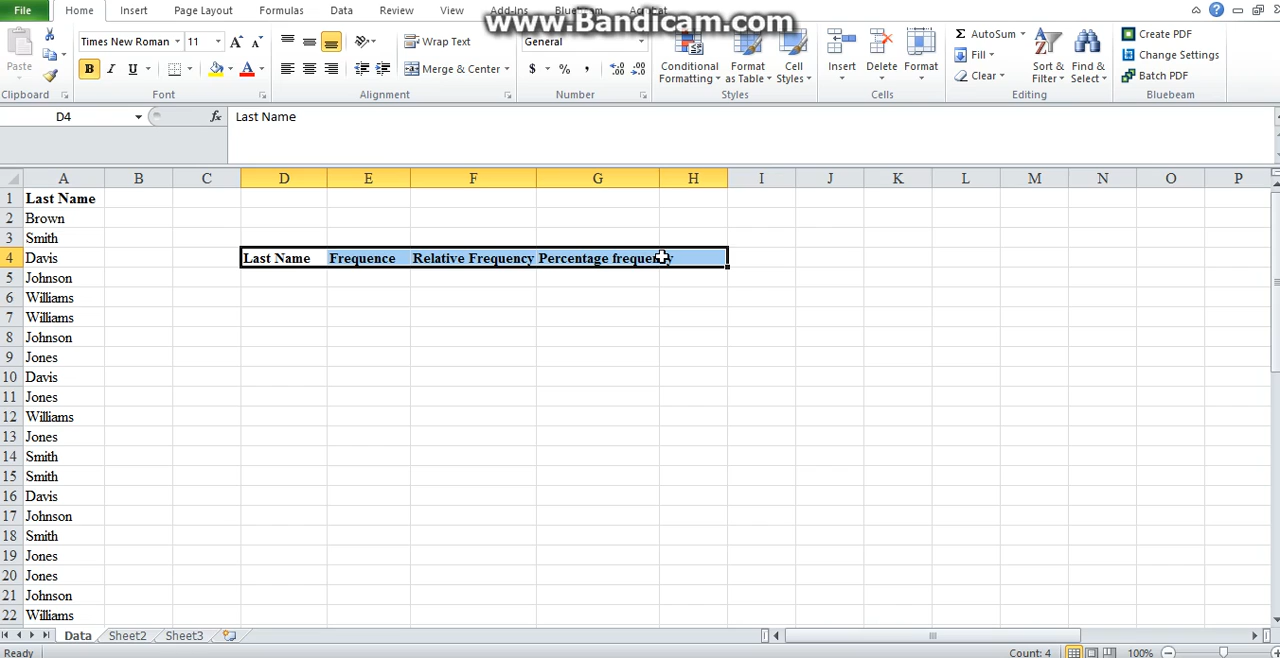 File Home Insert Page Layout Formulas Data Review View Add-Ins
www.Bandicam.com
Times New Roman 11 Wrap Text General AutoSum Create PDF
Paste B I U Merge & Center $ % , Conditional Formatting Format as Table Cell Styles Insert Delete Format Fill Clear Sort & Filter Find & Select Change Settings Batch PDF
Clipboard Font Alignment Number Styles Cells Editing Bluebeam
D4 fx Last Name
A B C D E F G H I J K L M N O P
1 Last Name
2 Brown
3 Smith
4 Davis Last Name Frequence Relative Frequency Percentage frequency
5 Johnson
6 Williams
7 Williams
8 Johnson
9 Jones
10 Davis
11 Jones
12 Williams
13 Jones
14 Smith
15 Smith
16 Davis
17 Johnson
18 Smith
19 Jones
20 Jones
21 Johnson
22 Williams
Data Sheet2 Sheet3
Ready Count: 4 100%